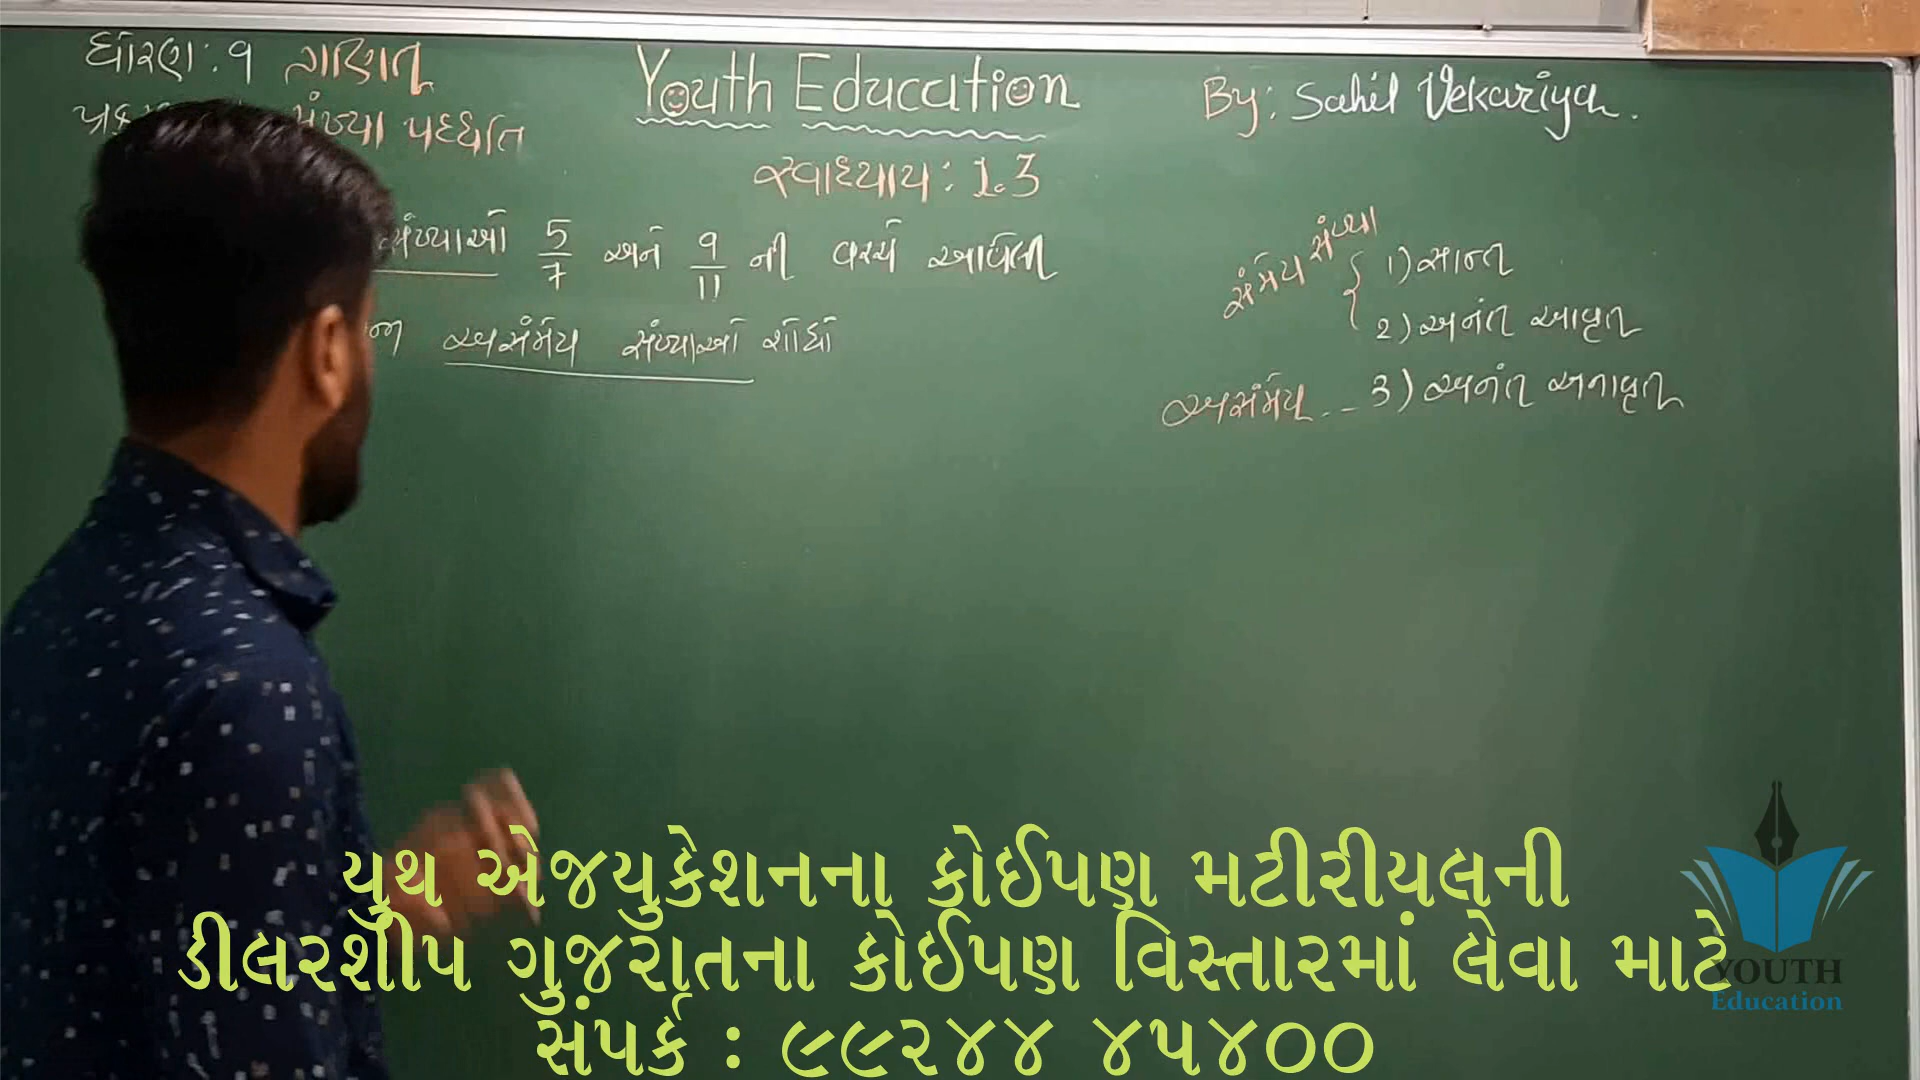 ધોરણ : ૧ ગણિત
સંખ્યા પદ્ધતિ
Youth Education
By : Sahil Vekariya.
સ્વાધ્યાય : 1.3
સંખ્યાઓ 5/7 અને 9/11 ની વચ્ચે આવેલી
અસંમેય સંખ્યાઓ શોધો
સંમેય સંખ્યા
1) સાન્ત
2) અનંત આવૃત
અસંમેય -- 3) અનંત અનાવૃત
યુથ એજયુકેશનના કોઈપણ મટીરીયલની
ડીલરશીપ ગુજરાતના કોઈપણ વિસ્તારમાં લેવા માટે
સંપર્ક : ૯૯૨૪૪ ૪૫૪૦૦
YOUTH
Education